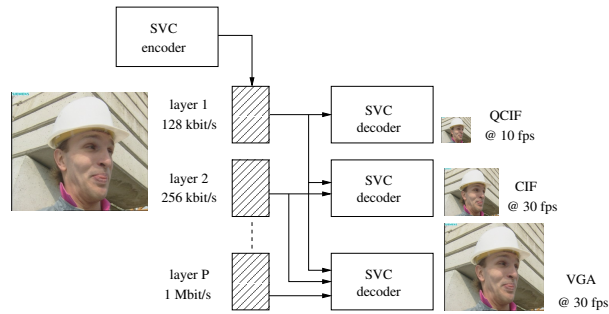 SVC
encoder
layer 1
128 kbit/s
SVC
decoder
QCIF
@ 10 fps
layer 2
256 kbit/s
SVC
decoder
CIF
@ 30 fps
layer P
1 Mbit/s
SVC
decoder
VGA
@ 30 fps